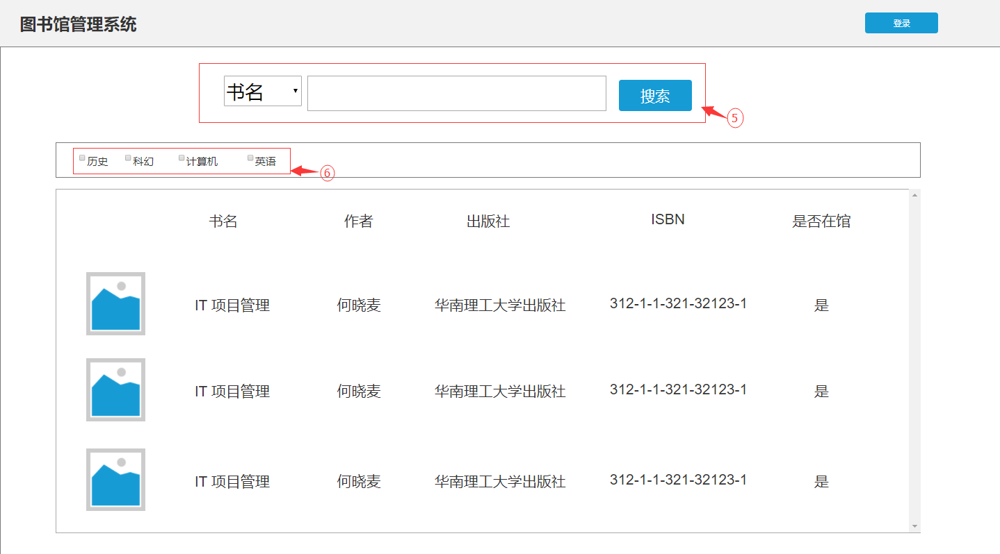 图书馆管理系统
登录
书名
搜索
5
历史 科幻 计算机 英语
6
书名 作者 出版社 ISBN 是否在馆
IT 项目管理 何晓麦 华南理工大学出版社 312-1-1-321-32123-1 是
IT 项目管理 何晓麦 华南理工大学出版社 312-1-1-321-32123-1 是
IT 项目管理 何晓麦 华南理工大学出版社 312-1-1-321-32123-1 是